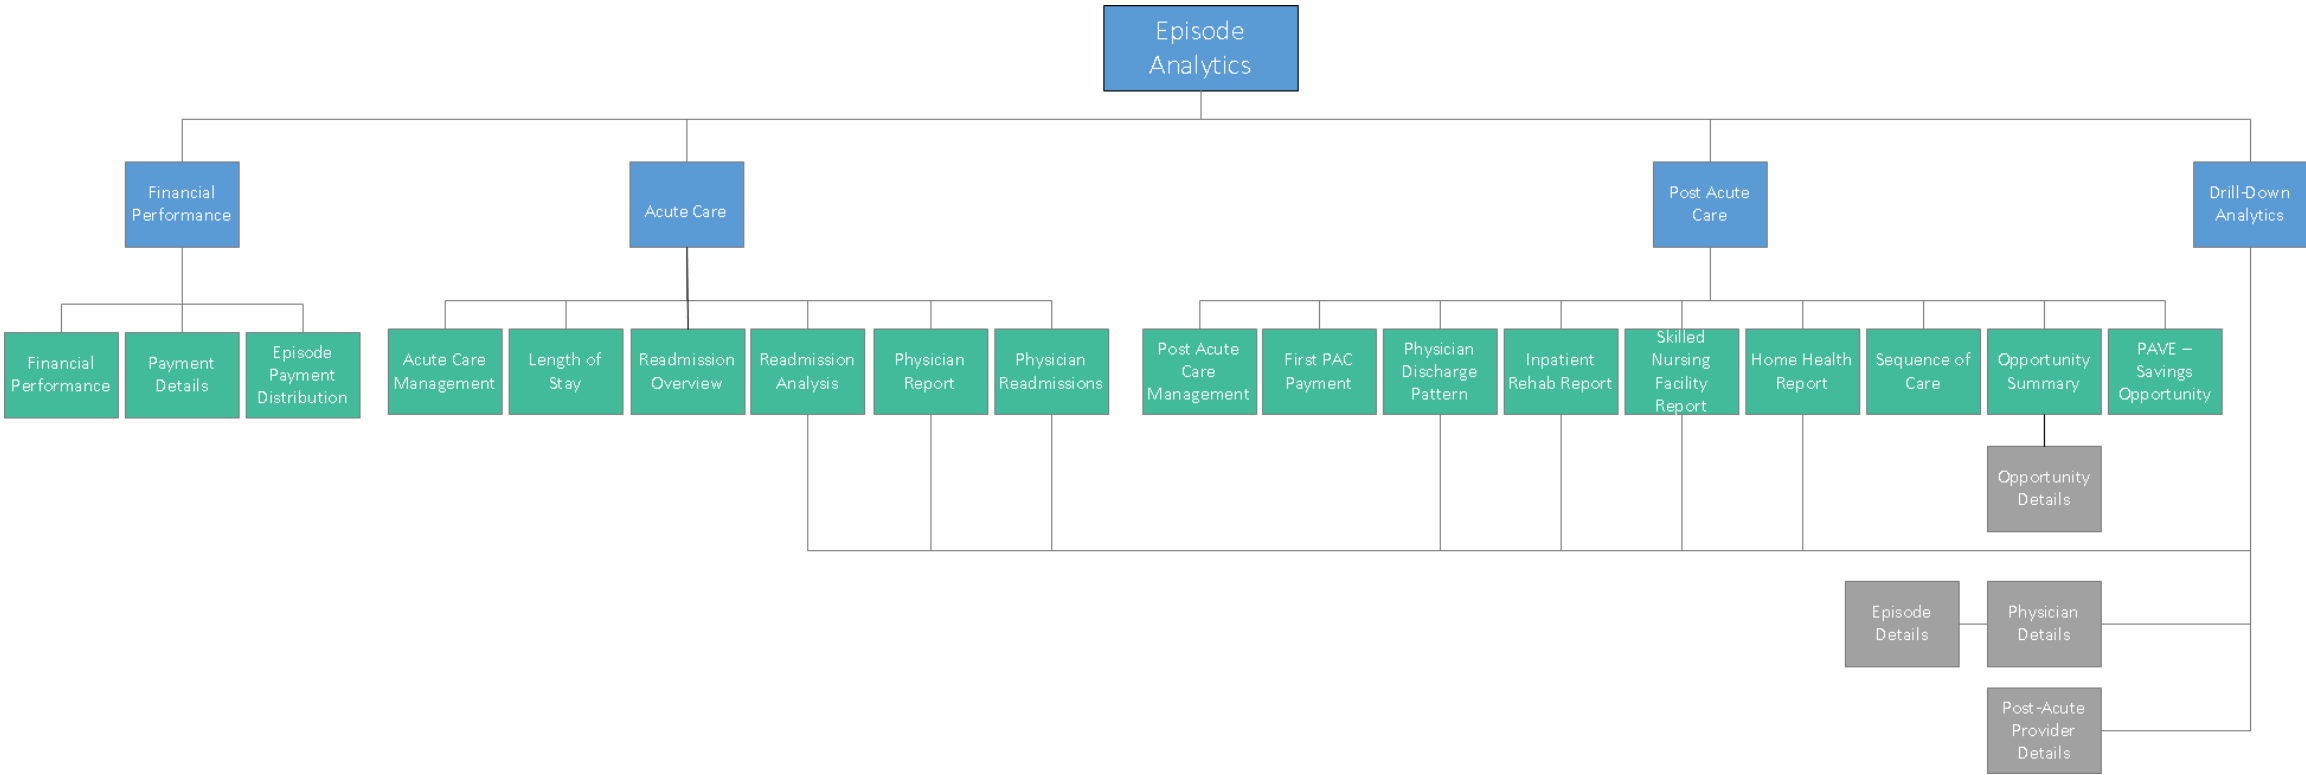 Episode
Analytics
Financial
Performance
Acute Care
Post Acute
Care
Drill-Down
Analytics
Financial
Performance
Payment
Details
Episode
Payment
Distribution
Acute Care
Management
Length of
Stay
Readmission
Overview
Readmission
Analysis
Physician
Report
Physician
Readmissions
Post Acute
Care
Management
First PAC
Payment
Physician
Discharge
Pattern
Inpatient
Rehab Report
Skilled
Nursing
Facility
Report
Home Health
Report
Sequence of
Care
Opportunity
Summary
PAVE –
Savings
Opportunity
Opportunity
Details
Episode
Details
Physician
Details
Post-Acute
Provider
Details